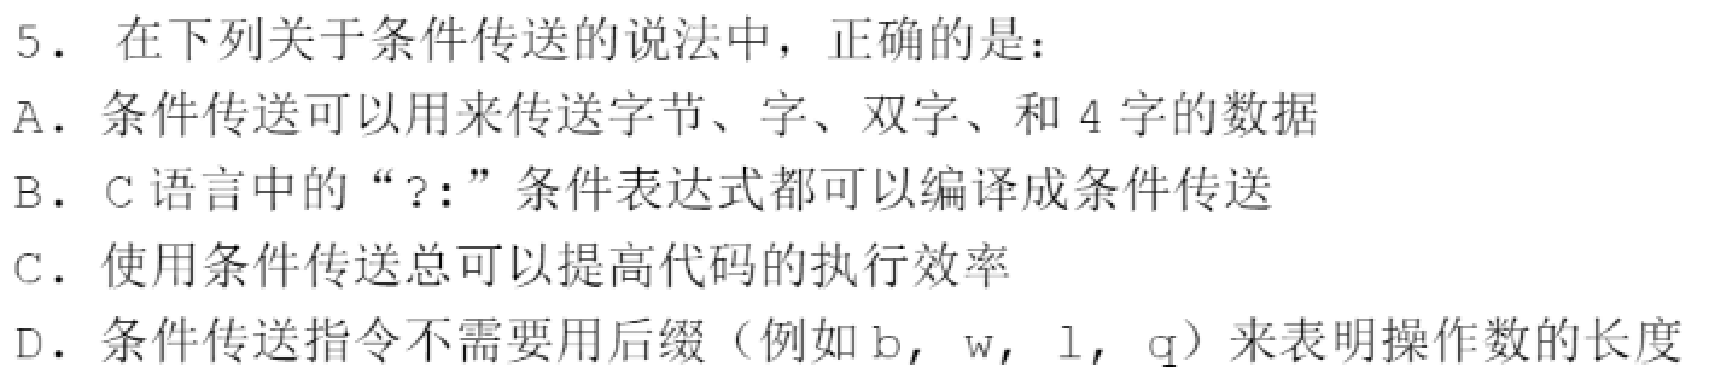 5. 在下列关于条件传送的说法中，正确的是：
A. 条件传送可以用来传送字节、字、双字、和 4 字的数据
B. C 语言中的“?:”条件表达式都可以编译成条件传送
C. 使用条件传送总可以提高代码的执行效率
D. 条件传送指令不需要用后缀（例如 b, w, l, q）来表明操作数的长度